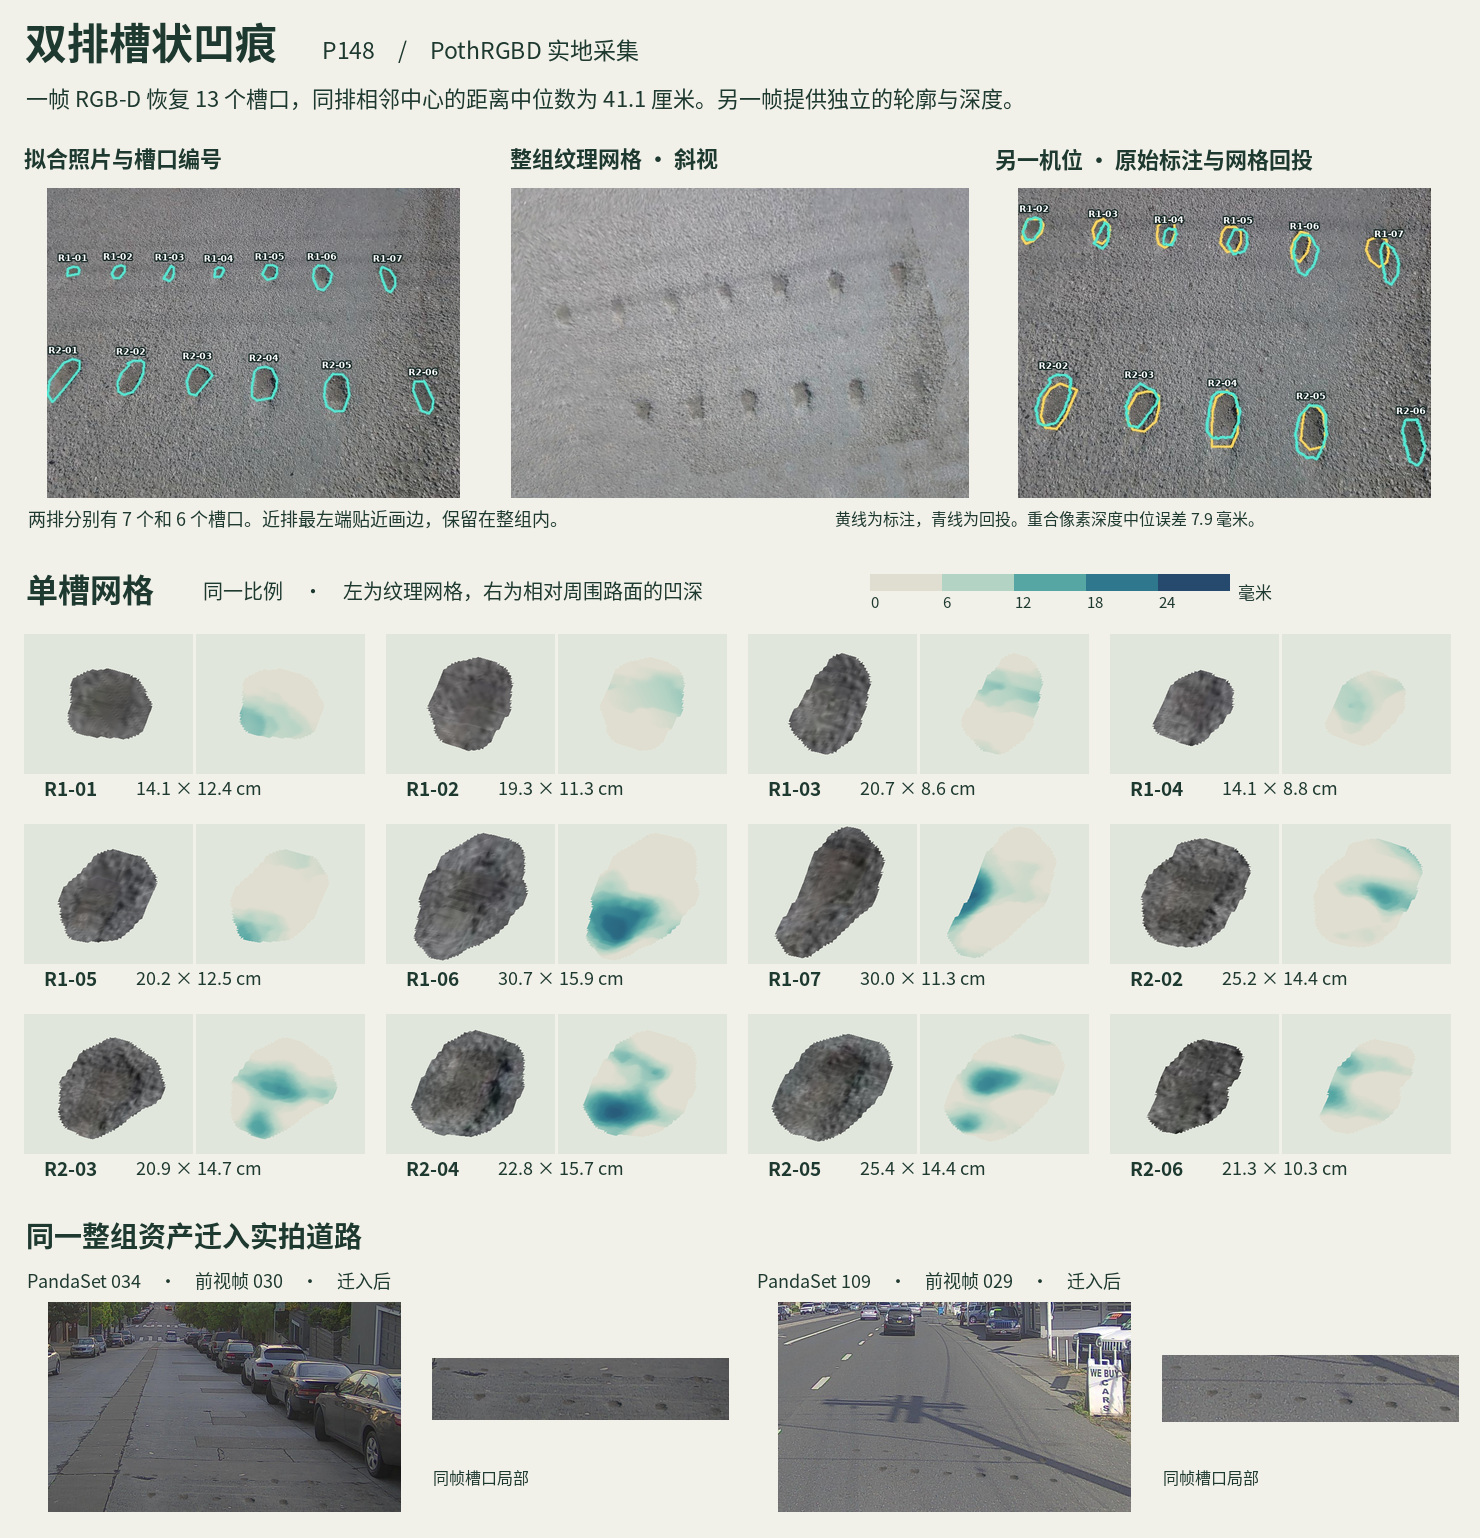 双排槽状凹痕 P148 / PothRGBD 实地采集
一帧 RGB-D 恢复 13 个槽口，同排相邻中心的距离中位数为 41.1 厘米。另一帧提供独立的轮廓与深度。
拟合照片与槽口编号
R1-01 R1-02 R1-03 R1-04 R1-05 R1-06 R1-07
R2-01 R2-02 R2-03 R2-04 R2-05 R2-06
整组纹理网格 · 斜视
另一机位 · 原始标注与网格回投
R1-02 R1-03 R1-04 R1-05 R1-06 R1-07
R2-02 R2-03 R2-04 R2-05 R2-06
两排分别有 7 个和 6 个槽口。近排最左端贴近画边，保留在整组内。
黄线为标注，青线为回投。重合像素深度中位误差 7.9 毫米。
单槽网格 同一比例 · 左为纹理网格，右为相对周围路面的凹深
0 6 12 18 24 毫米
R1-01 14.1 × 12.4 cm
R1-02 19.3 × 11.3 cm
R1-03 20.7 × 8.6 cm
R1-04 14.1 × 8.8 cm
R1-05 20.2 × 12.5 cm
R1-06 30.7 × 15.9 cm
R1-07 30.0 × 11.3 cm
R2-02 25.2 × 14.4 cm
R2-03 20.9 × 14.7 cm
R2-04 22.8 × 15.7 cm
R2-05 25.4 × 14.4 cm
R2-06 21.3 × 10.3 cm
同一整组资产迁入实拍道路
PandaSet 034 · 前视帧 030 · 迁入后
同帧槽口局部
PandaSet 109 · 前视帧 029 · 迁入后
WE BUY
C
A
R
S
同帧槽口局部